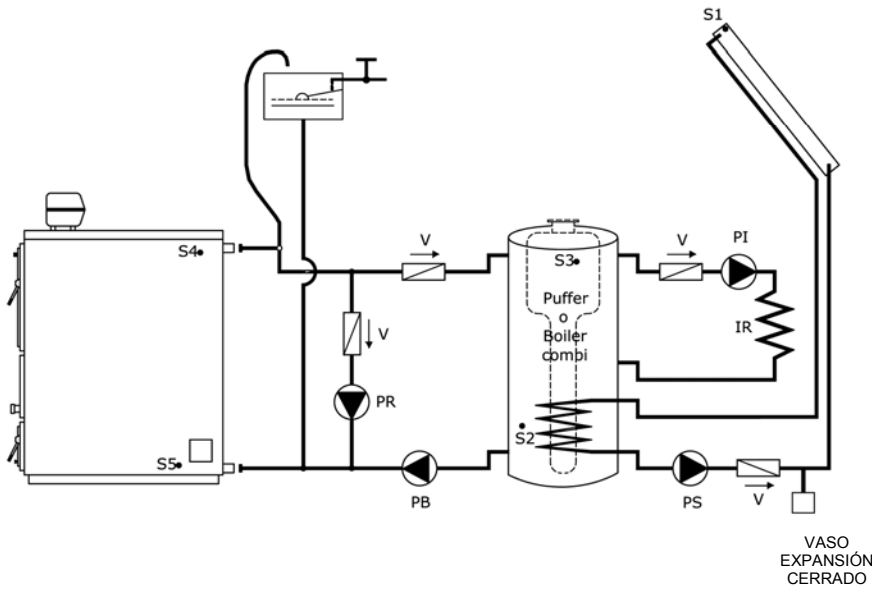 S1
S4
V
V
PI
S3
Puffer
o
Boiler
combi
V
IR
PR
S2
S5
PB
PS
V
VASO
EXPANSIÓN
CERRADO